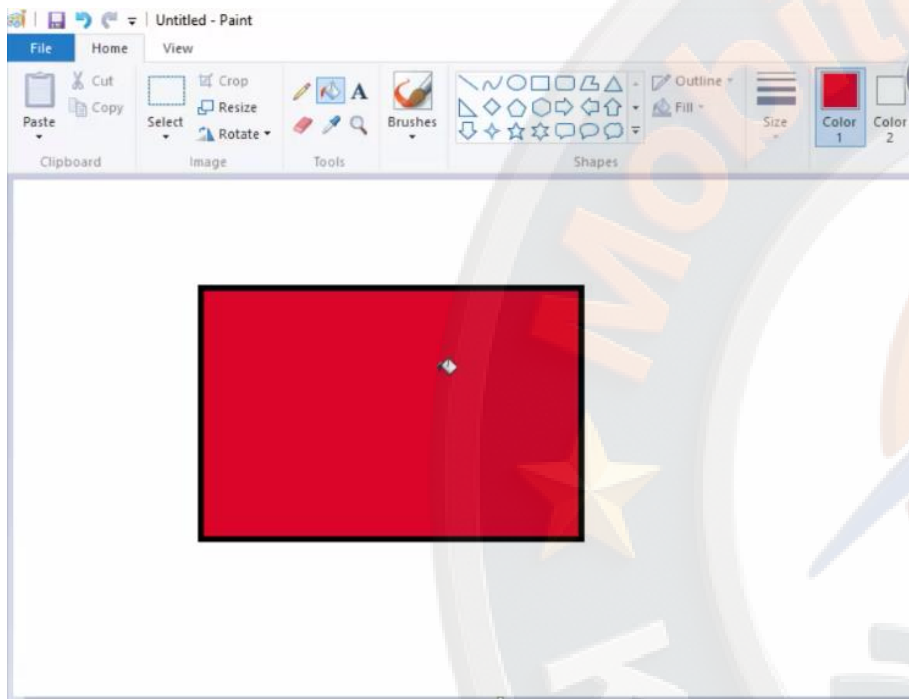 Untitled - Paint
File Home View
Paste
Cut
Copy
Clipboard
Select
Crop
Resize
Rotate
Image
A
Tools
Brushes
Shapes
Outline
Fill
Size
Color 1
Color 2
Mobil